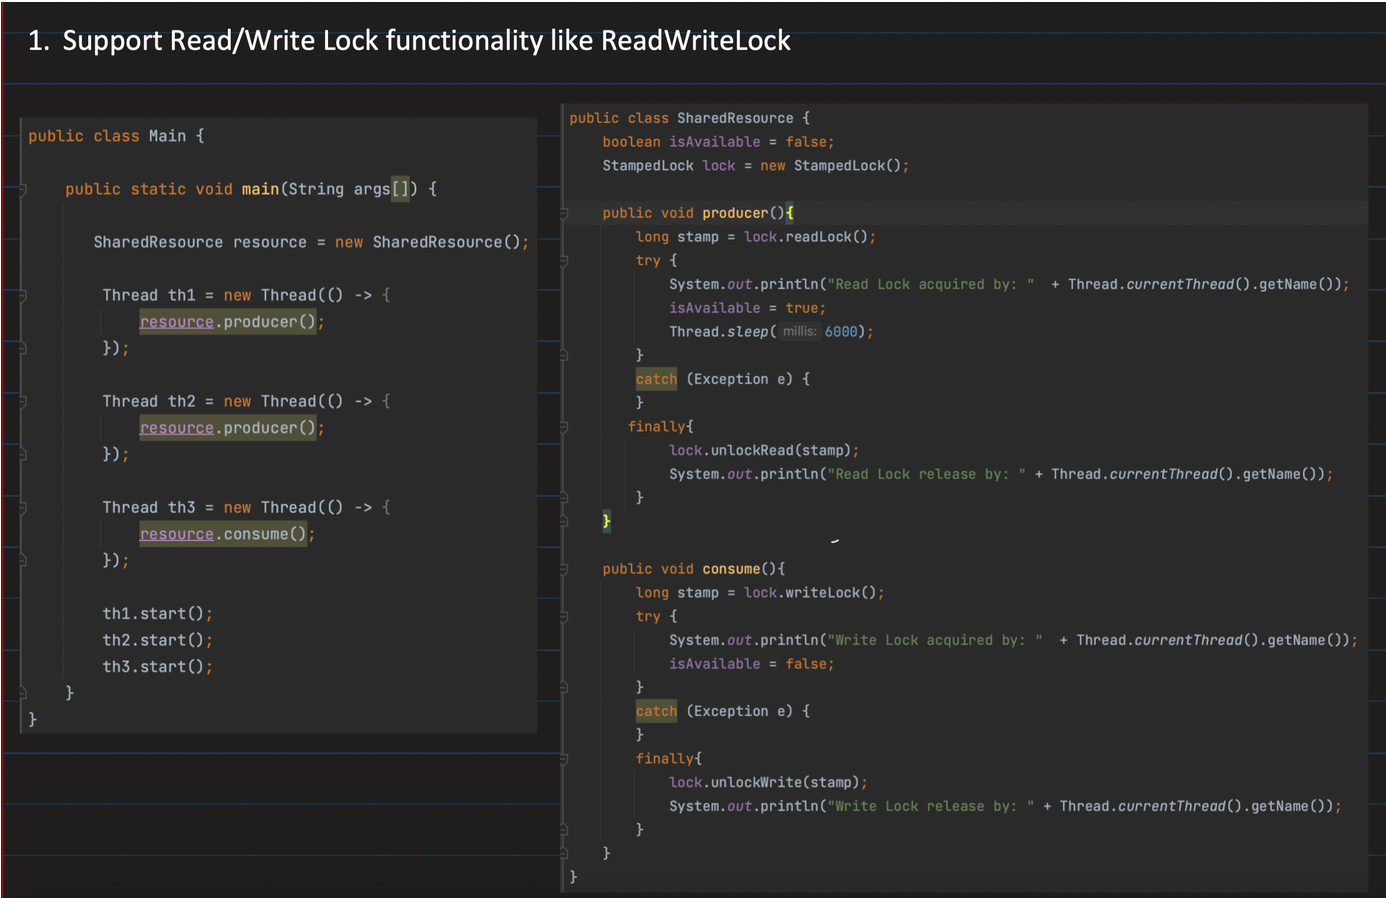 1. Support Read/Write Lock functionality like ReadWriteLock
public class Main {
public static void main(String args[]) {
SharedResource resource = new SharedResource();
Thread th1 = new Thread(() -> {
resource.producer();
});
Thread th2 = new Thread(() -> {
resource.producer();
});
Thread th3 = new Thread(() -> {
resource.consume();
});
th1.start();
th2.start();
th3.start();
}
}
public class SharedResource {
boolean isAvailable = false;
StampedLock lock = new StampedLock();
public void producer(){
long stamp = lock.readLock();
try {
System.out.println("Read Lock acquired by: " + Thread.currentThread().getName());
isAvailable = true;
Thread.sleep( millis: 6000);
}
catch (Exception e) {
}
finally{
lock.unlockRead(stamp);
System.out.println("Read Lock release by: " + Thread.currentThread().getName());
}
}
public void consume(){
long stamp = lock.writeLock();
try {
System.out.println("Write Lock acquired by: " + Thread.currentThread().getName());
isAvailable = false;
}
catch (Exception e) {
}
finally{
lock.unlockWrite(stamp);
System.out.println("Write Lock release by: " + Thread.currentThread().getName());
}
}
}